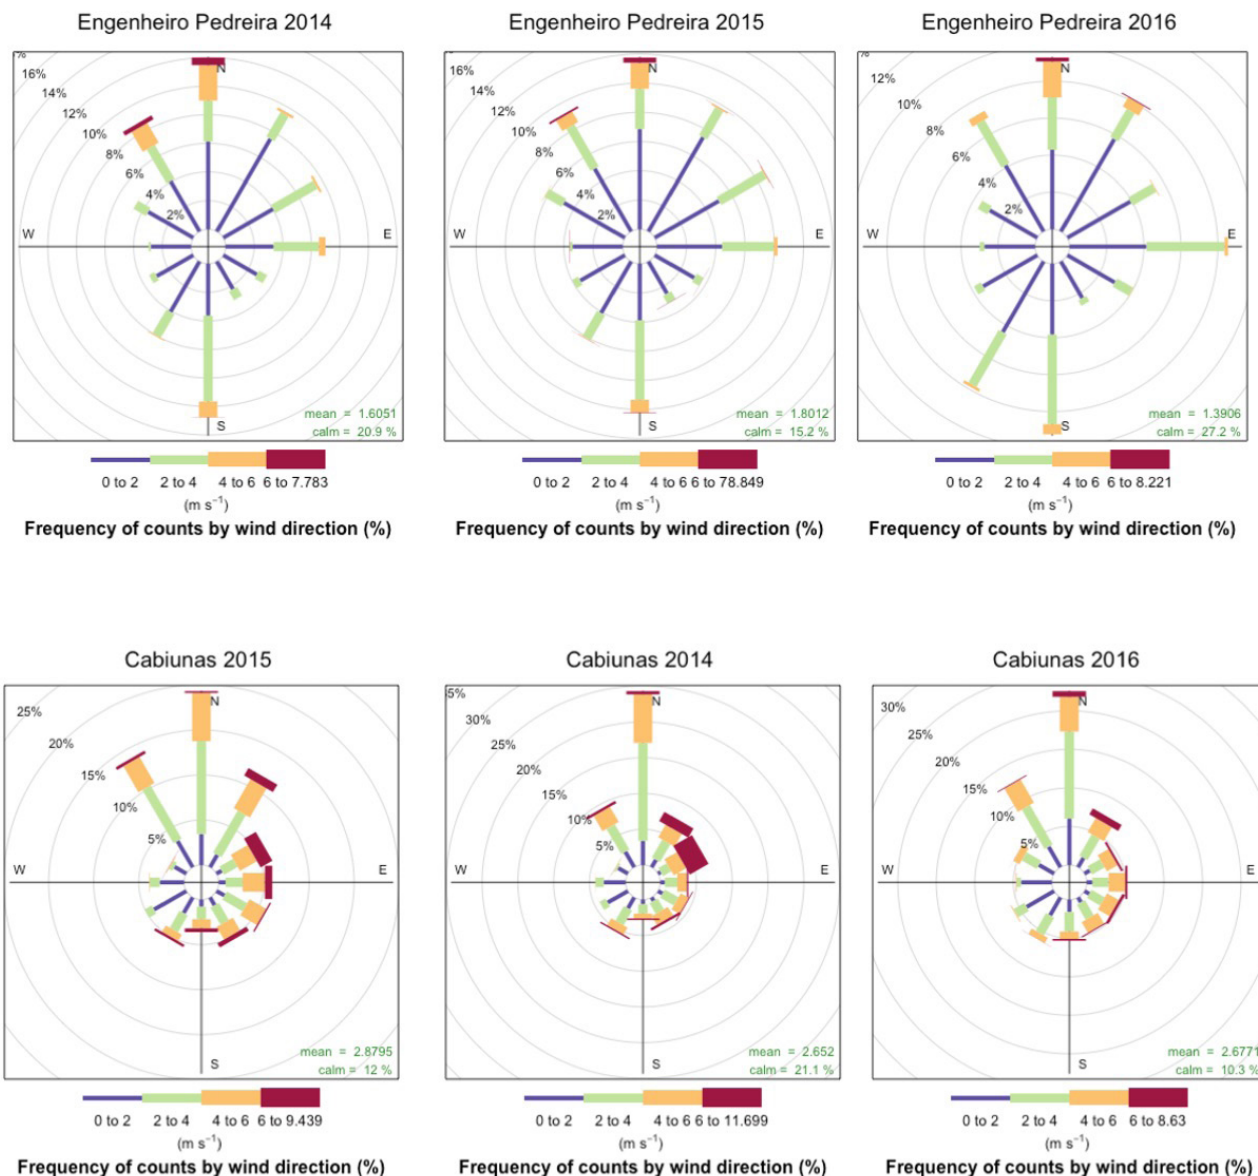 Engenheiro Pedreira 2014
16%
14%
12%
10%
8%
6%
4%
2%
N
W
E
S
mean = 1.6051
calm = 20.9 %
0 to 2 2 to 4 4 to 6 6 to 7.783
(m s⁻¹)
Frequency of counts by wind direction (%)
Engenheiro Pedreira 2015
16%
14%
12%
10%
8%
6%
4%
2%
N
W
E
S
mean = 1.8012
calm = 15.2 %
0 to 2 2 to 4 4 to 6 6 to 78.849
(m s⁻¹)
Frequency of counts by wind direction (%)
Engenheiro Pedreira 2016
%
12%
10%
8%
6%
4%
2%
N
W
E
S
mean = 1.3906
calm = 27.2 %
0 to 2 2 to 4 4 to 6 6 to 8.221
(m s⁻¹)
Frequency of counts by wind direction (%)
Cabiunas 2015
25%
20%
15%
10%
5%
N
W
E
S
mean = 2.8795
calm = 12 %
0 to 2 2 to 4 4 to 6 6 to 9.439
(m s⁻¹)
Frequency of counts by wind direction (%)
Cabiunas 2014
5%
30%
25%
20%
15%
10%
5%
N
W
E
S
mean = 2.652
calm = 21.1 %
0 to 2 2 to 4 4 to 6 6 to 11.699
(m s⁻¹)
Frequency of counts by wind direction (%)
Cabiunas 2016
30%
25%
20%
15%
10%
5%
N
W
E
S
mean = 2.6771
calm = 10.3 %
0 to 2 2 to 4 4 to 6 6 to 8.63
(m s⁻¹)
Frequency of counts by wind direction (%)